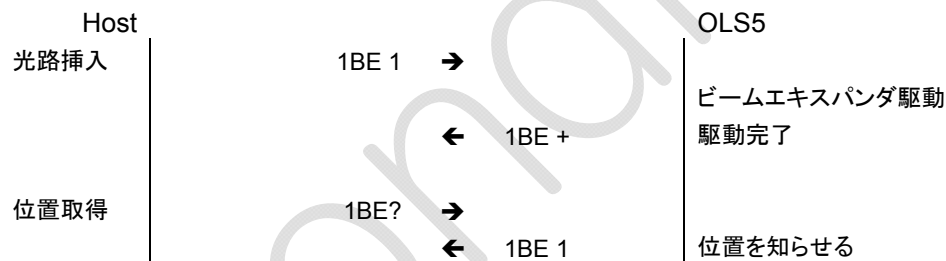 Host OLS5
光路挿入 1BE 1 ➔
ビームエキスパンダ駆動
🡰 1BE + 駆動完了
位置取得 1BE? ➔
🡰 1BE 1 位置を知らせる